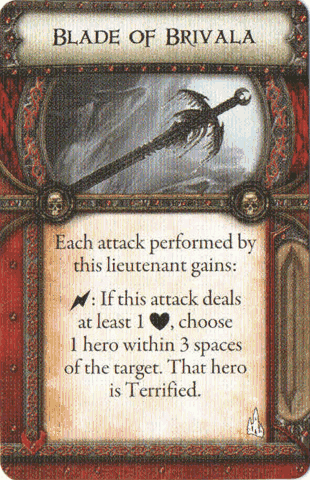 BLADE OF BRIVALA
Each attack performed by
this lieutenant gains:
: If this attack deals
at least 1 ♥, choose
1 hero within 3 spaces
of the target. That hero
is Terrified.